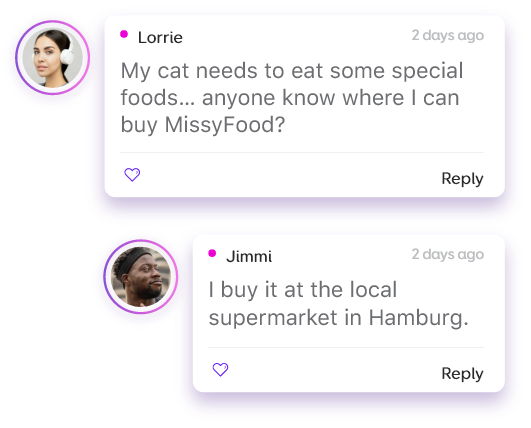 Lorrie
2 days ago
My cat needs to eat some special
foods... anyone know where I can
buy MissyFood?
Reply
Jimmi
2 days ago
I buy it at the local
supermarket in Hamburg.
Reply